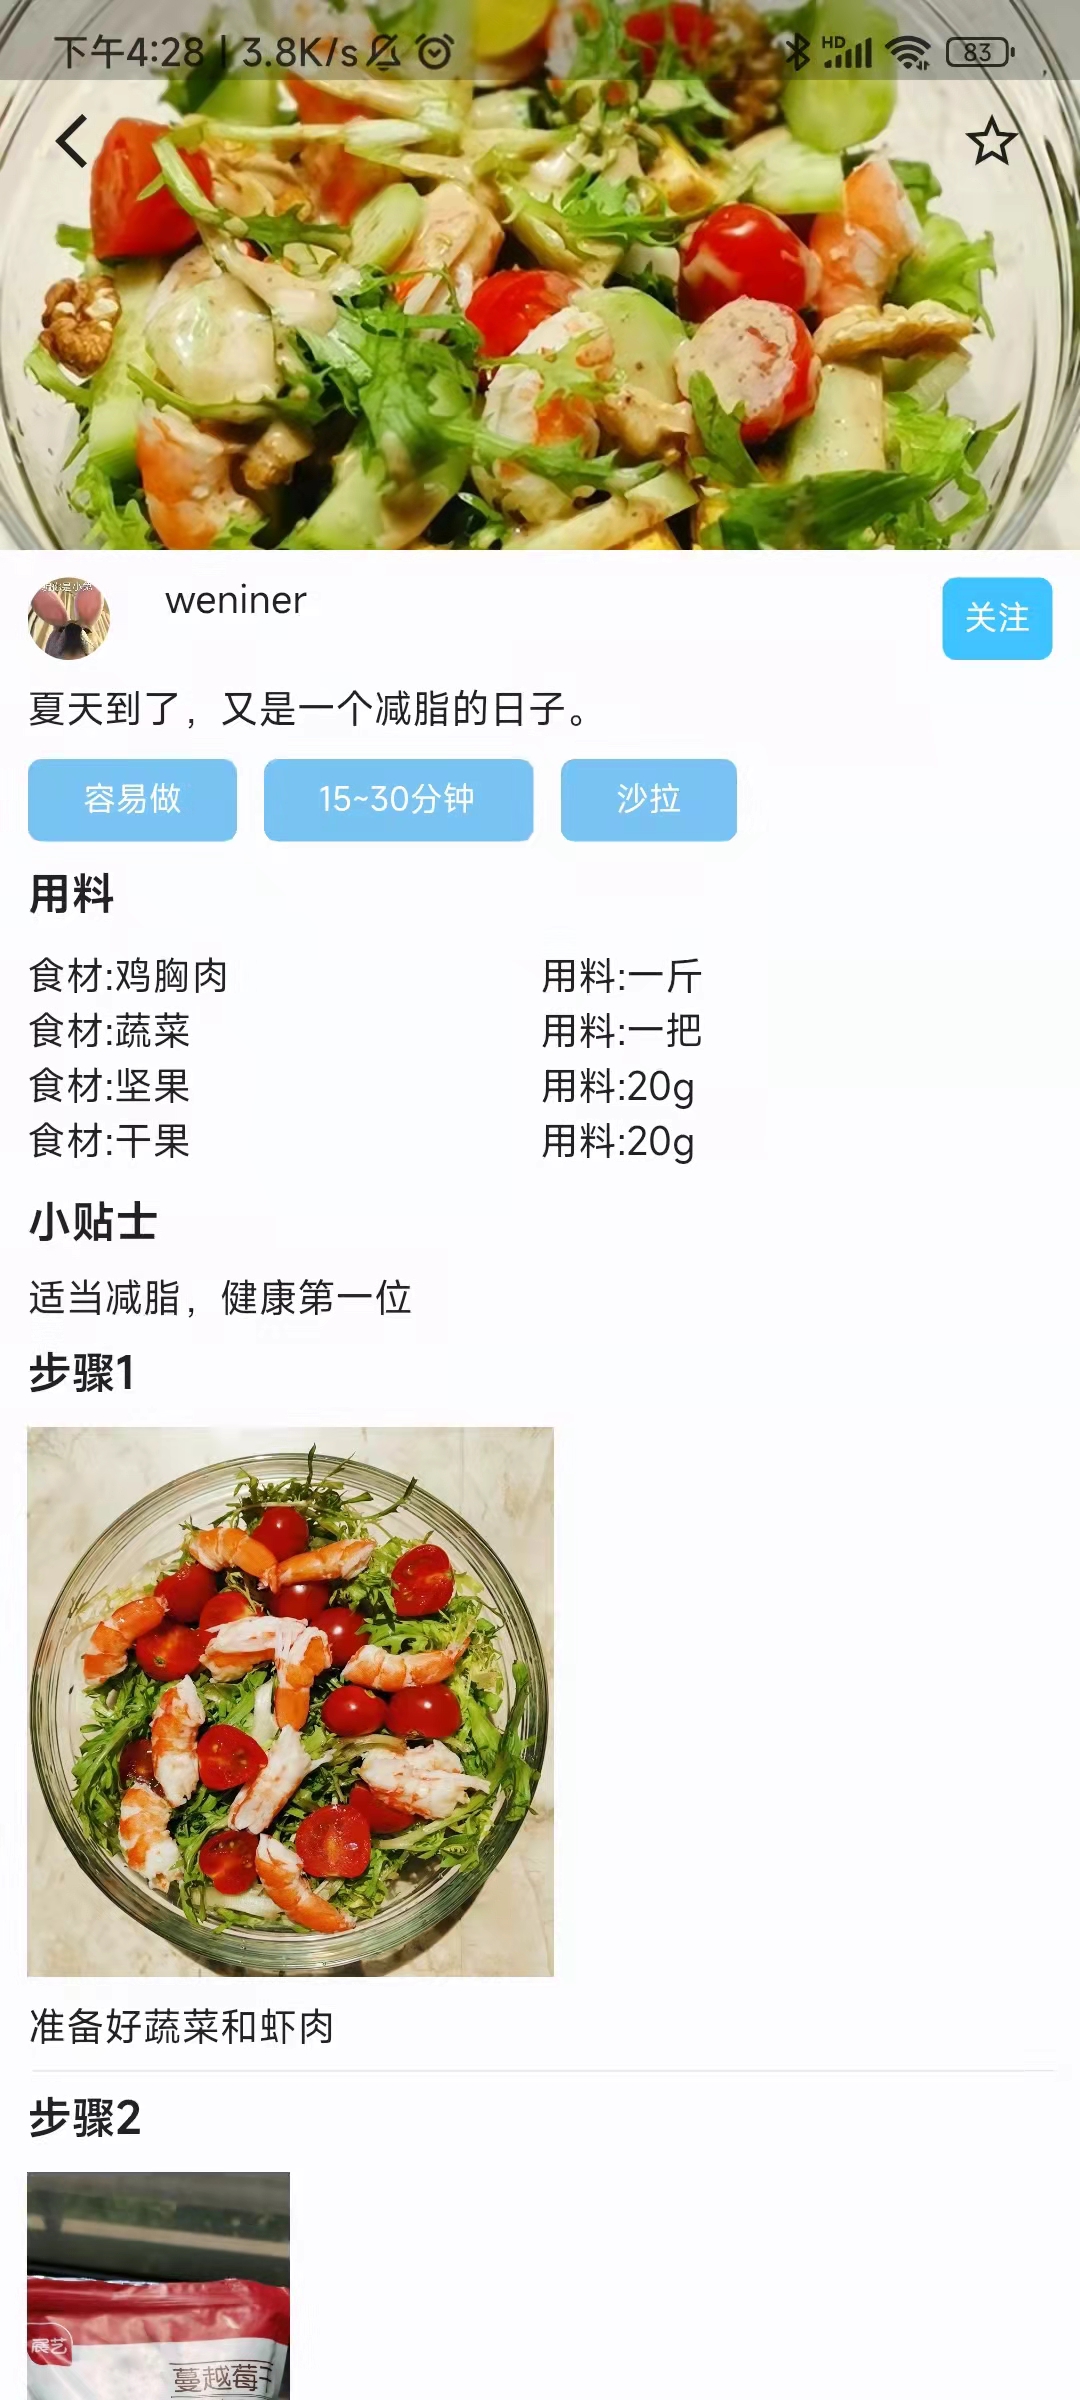 下午4:28 | 3.8K/s
HD
83
weniner
关注
夏天到了，又是一个减脂的日子。
容易做
15~30分钟
沙拉
用料
食材:鸡胸肉 用料:一斤
食材:蔬菜 用料:一把
食材:坚果 用料:20g
食材:干果 用料:20g
小贴士
适当减脂，健康第一位
步骤1
准备好蔬菜和虾肉
步骤2
展艺
蔓越莓干